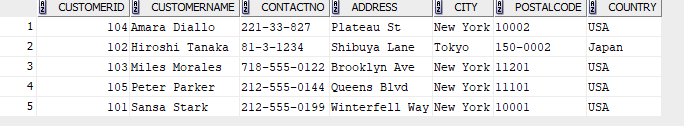 CUSTOMERID CUSTOMERNAME CONTACTNO ADDRESS CITY POSTALCODE COUNTRY
1 104 Amara Diallo 221-33-827 Plateau St New York 10002 USA
2 102 Hiroshi Tanaka 81-3-1234 Shibuya Lane Tokyo 150-0002 Japan
3 103 Miles Morales 718-555-0122 Brooklyn Ave New York 11201 USA
4 105 Peter Parker 212-555-0144 Queens Blvd New York 11101 USA
5 101 Sansa Stark 212-555-0199 Winterfell Way New York 10001 USA